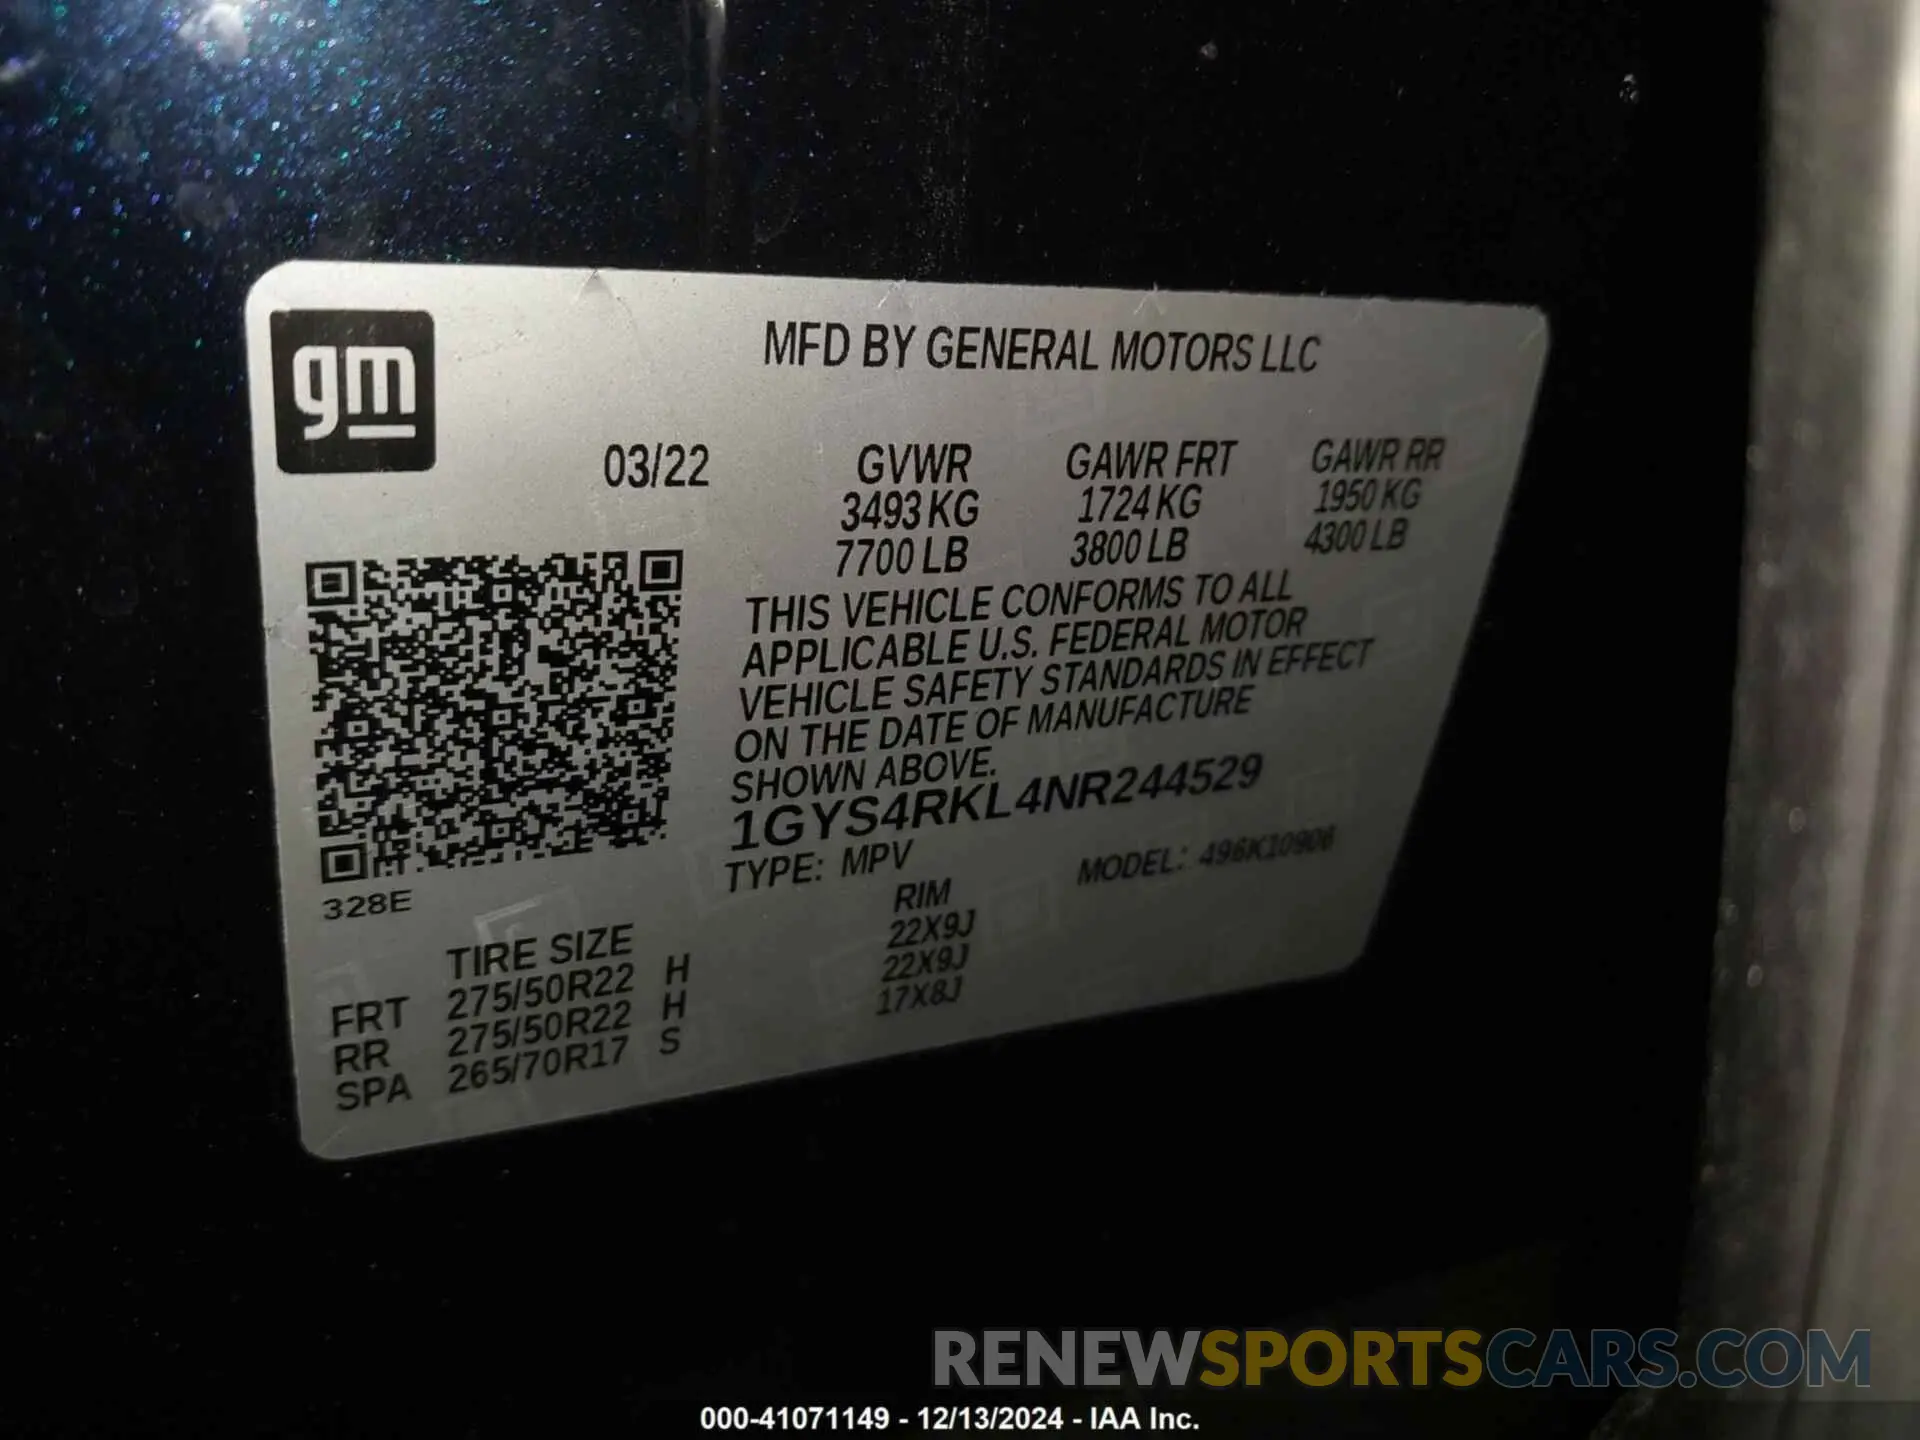 gm
MFD BY GENERAL MOTORS LLC
03/22 GVWR GAWR FRT GAWR RR
3493 KG 1724 KG 1950 KG
7700 LB 3800 LB 4300 LB
THIS VEHICLE CONFORMS TO ALL
APPLICABLE U.S. FEDERAL MOTOR
VEHICLE SAFETY STANDARDS IN EFFECT
ON THE DATE OF MANUFACTURE
SHOWN ABOVE.
1GYS4RKL4NR244529
TYPE: MPV MODEL: 496K10906
328E
TIRE SIZE RIM
FRT 275/50R22 H 22X9J
RR 275/50R22 H 22X9J
SPA 265/70R17 S 17X8J
RENEWSPORTSCARS.COM
000-41071149 - 12/13/2024 - IAA Inc.